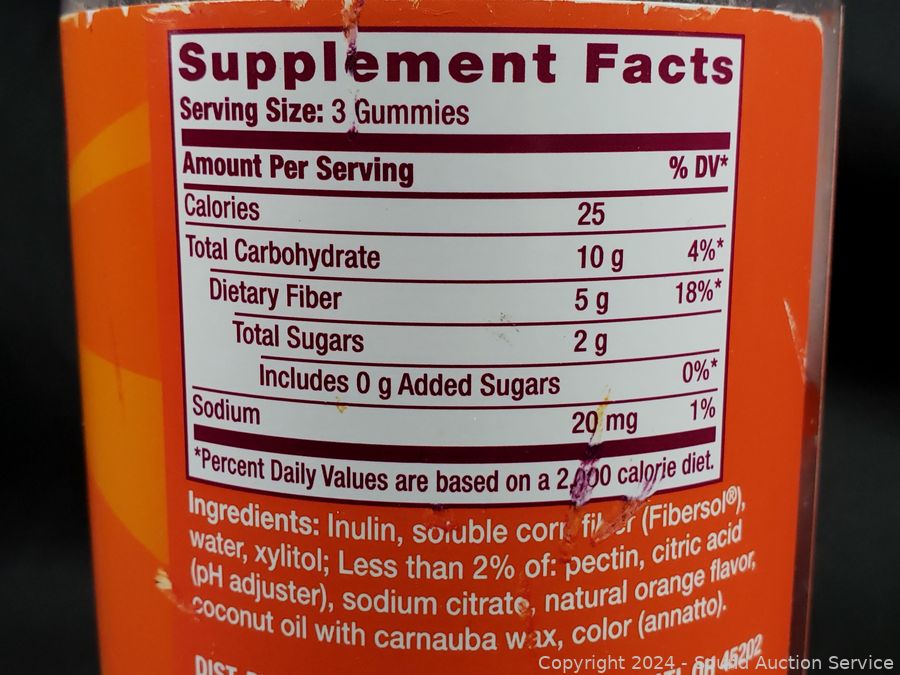 Supplement Facts
Serving Size: 3 Gummies
Amount Per Serving % DV*
Calories 25
Total Carbohydrate 10 g 4%*
Dietary Fiber 5 g 18%*
Total Sugars 2 g
Includes 0 g Added Sugars 0%*
Sodium 20 mg 1%
*Percent Daily Values are based on a 2,000 calorie diet.
Ingredients: Inulin, soluble corn fiber (Fibersol®),
water, xylitol; Less than 2% of: pectin, citric acid
(pH adjuster), sodium citrate, natural orange flavor,
coconut oil with carnauba wax, color (annatto).
DIST. 45202
Copyright 2024 - Sound Auction Service